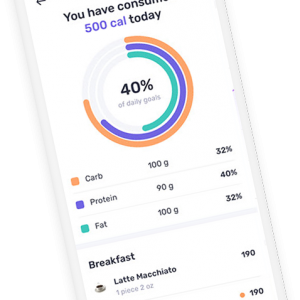 You have consume
500 cal today
40%
of daily goals
Carb 100 g 32%
Protein 90 g 40%
Fat 100 g 32%
Breakfast
Latte Macchiato 190
1 piece 2 oz
190